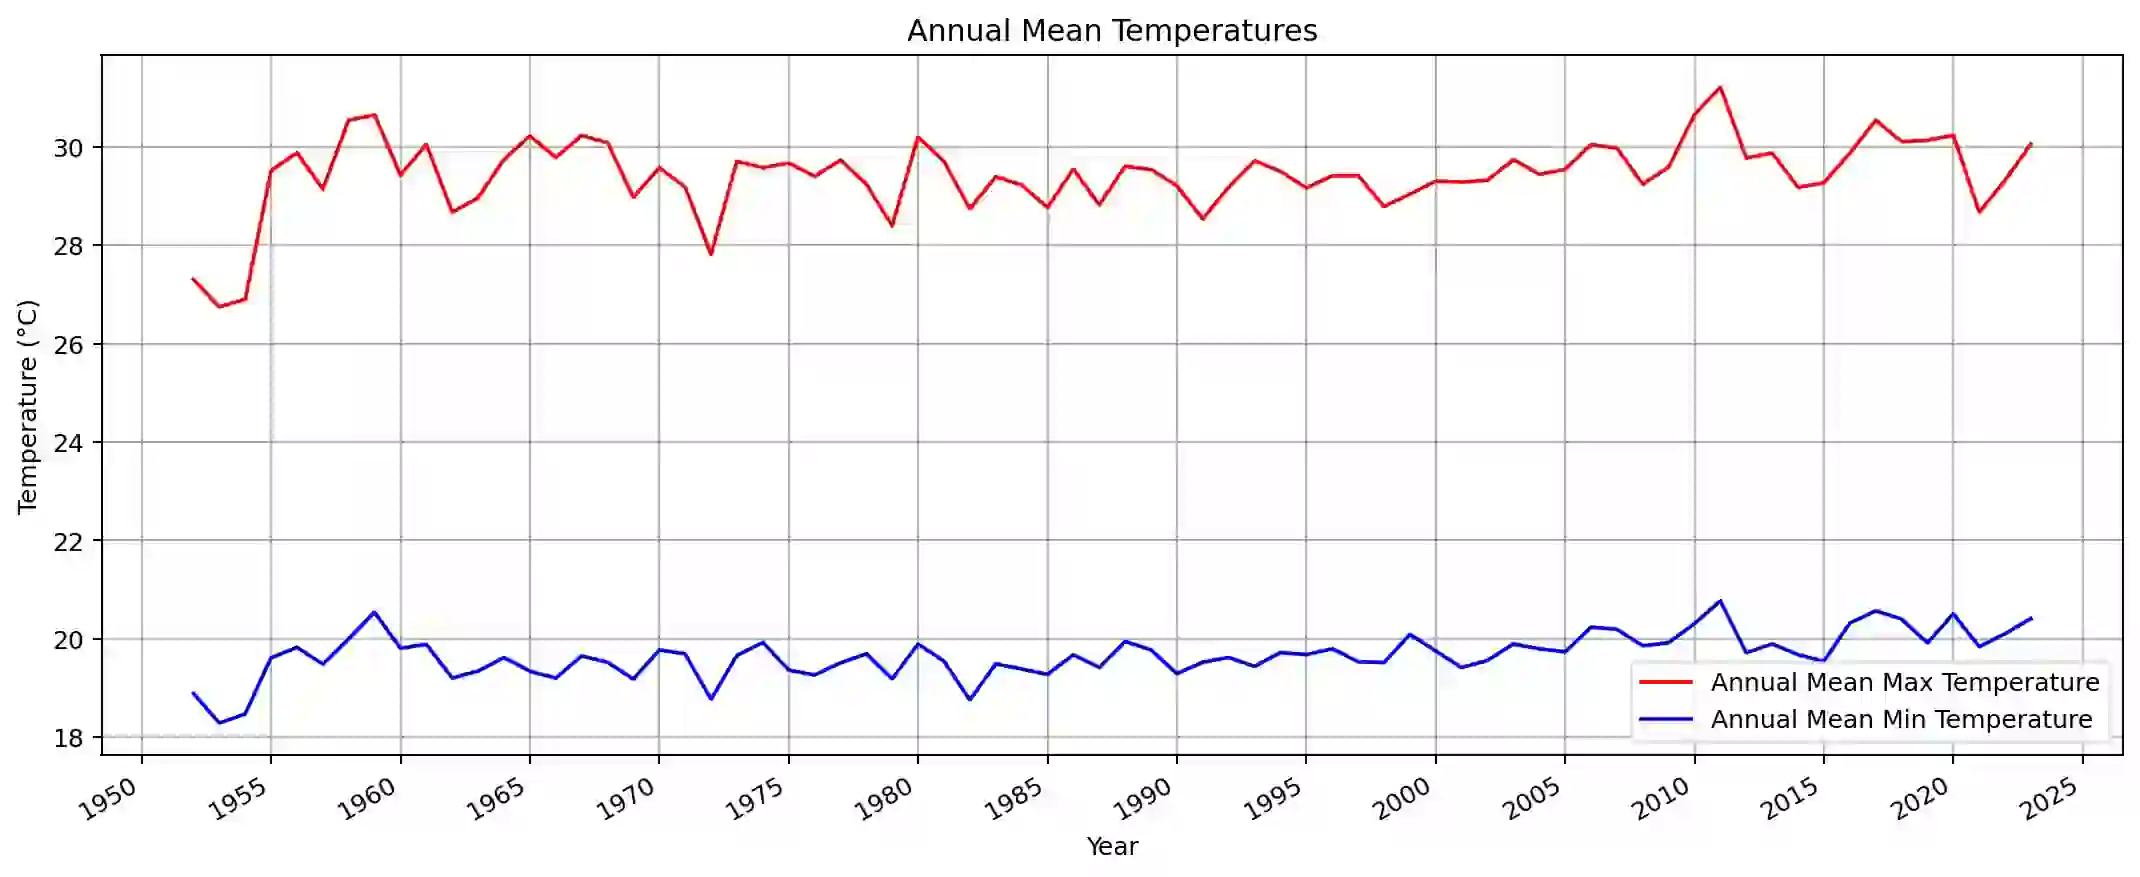 Annual Mean Temperatures
Temperature (°C)
30
28
26
24
22
20
18
Annual Mean Max Temperature
Annual Mean Min Temperature
1950 1955 1960 1965 1970 1975 1980 1985 1990 1995 2000 2005 2010 2015 2020 2025
Year